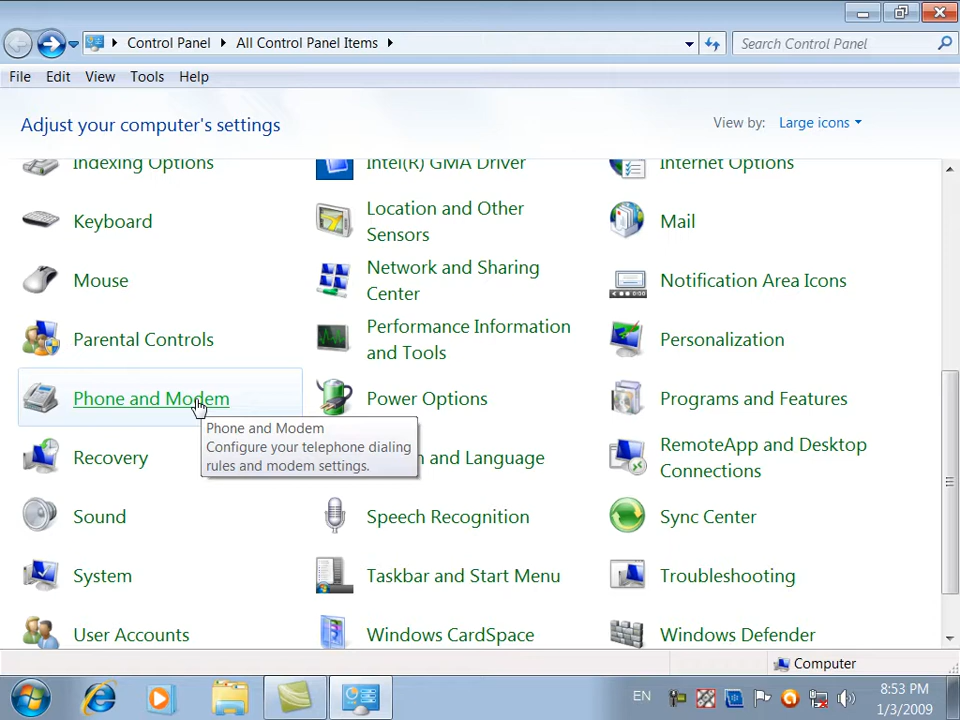 Control Panel
All Control Panel Items
Search Control Panel
File
Edit
View
Tools
Help
Adjust your computer's settings
View by:
Large icons
Indexing Options
Intel(R) GMA Driver
Internet Options
Keyboard
Location and Other
Sensors
Mail
Mouse
Network and Sharing
Center
Notification Area Icons
Parental Controls
Performance Information
and Tools
Personalization
Phone and Modem
Power Options
Programs and Features
Phone and Modem
Configure your telephone dialing
rules and modem settings.
Recovery
and Language
RemoteApp and Desktop
Connections
Sound
Speech Recognition
Sync Center
System
Taskbar and Start Menu
Troubleshooting
User Accounts
Windows CardSpace
Windows Defender
Computer
EN
8:53 PM
1/3/2009